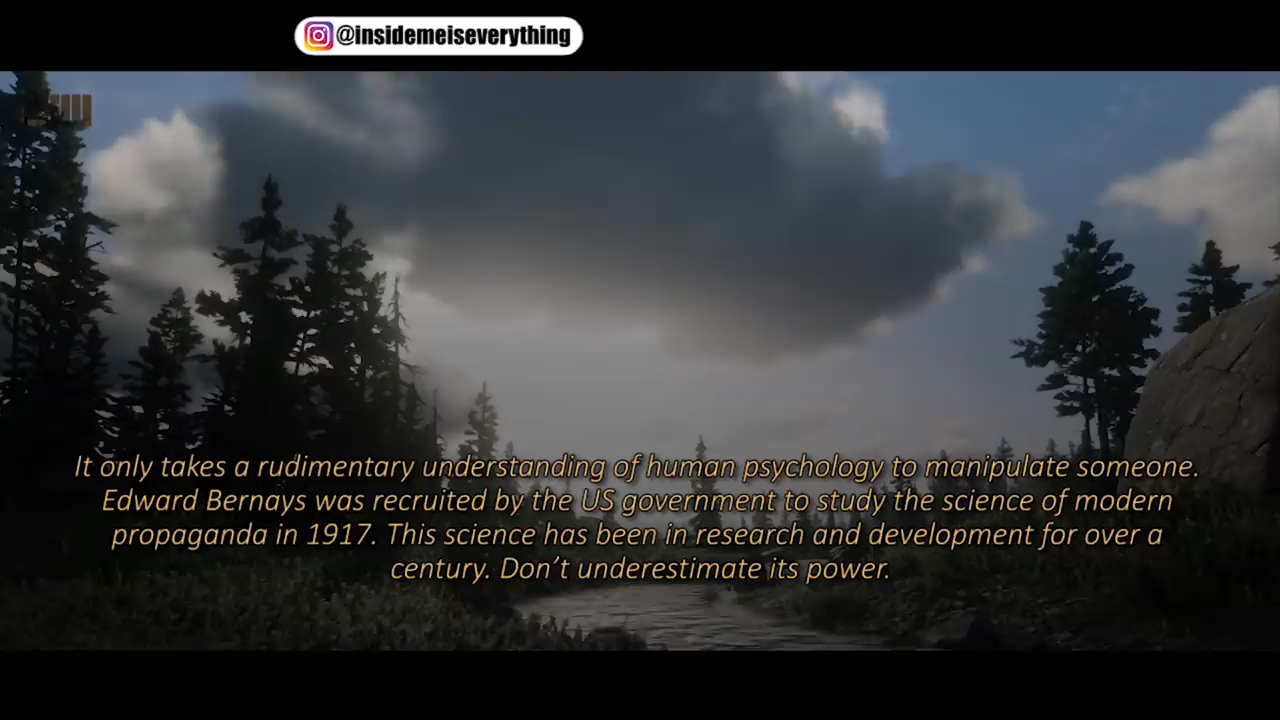 @insidemeiseverything
It only takes a rudimentary understanding of human psychology to manipulate someone.
Edward Bernays was recruited by the US government to study the science of modern
propaganda in 1917. This science has been in research and development for over a
century. Don’t underestimate its power.